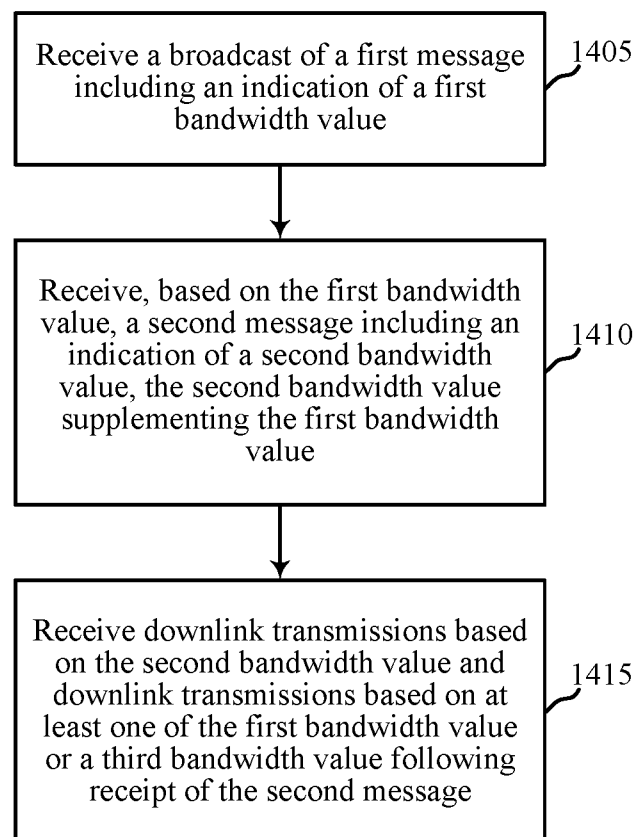 Receive a broadcast of a first message
including an indication of a first
bandwidth value
1405
Receive, based on the first bandwidth
value, a second message including an
indication of a second bandwidth
value, the second bandwidth value
supplementing the first bandwidth
value
1410
Receive downlink transmissions based
on the second bandwidth value and
downlink transmissions based on at
least one of the first bandwidth value
or a third bandwidth value following
receipt of the second message
1415